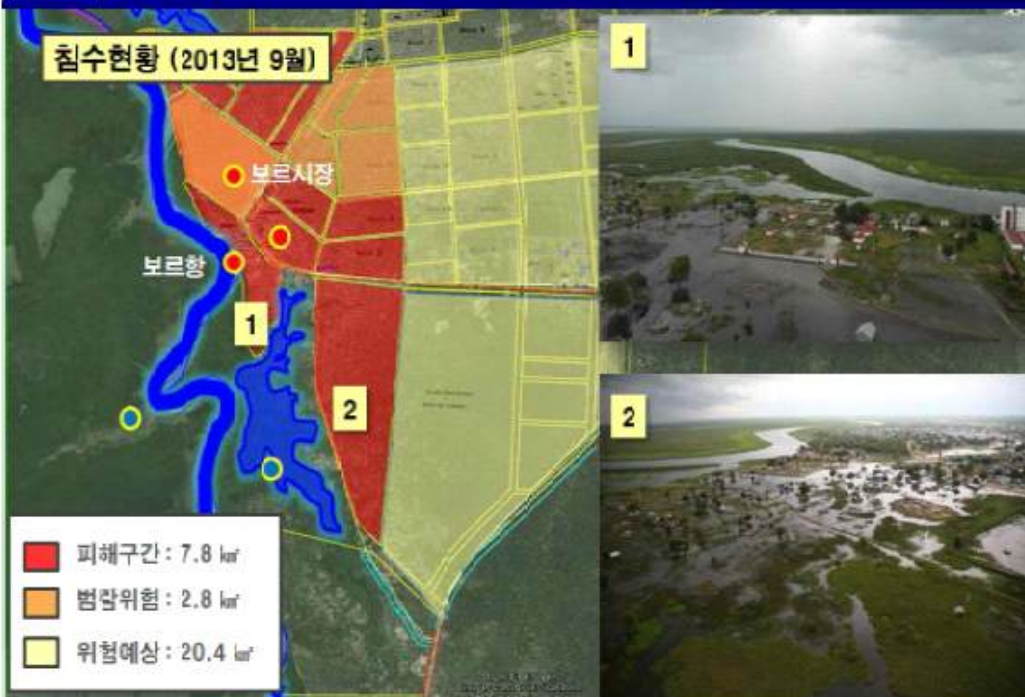 침수현황 (2013년 9월)
보르시장
보르항
1
2
피해구간 : 7.8 ㎢
범람위험 : 2.8 ㎢
위험예상 : 20.4 ㎢
1
2